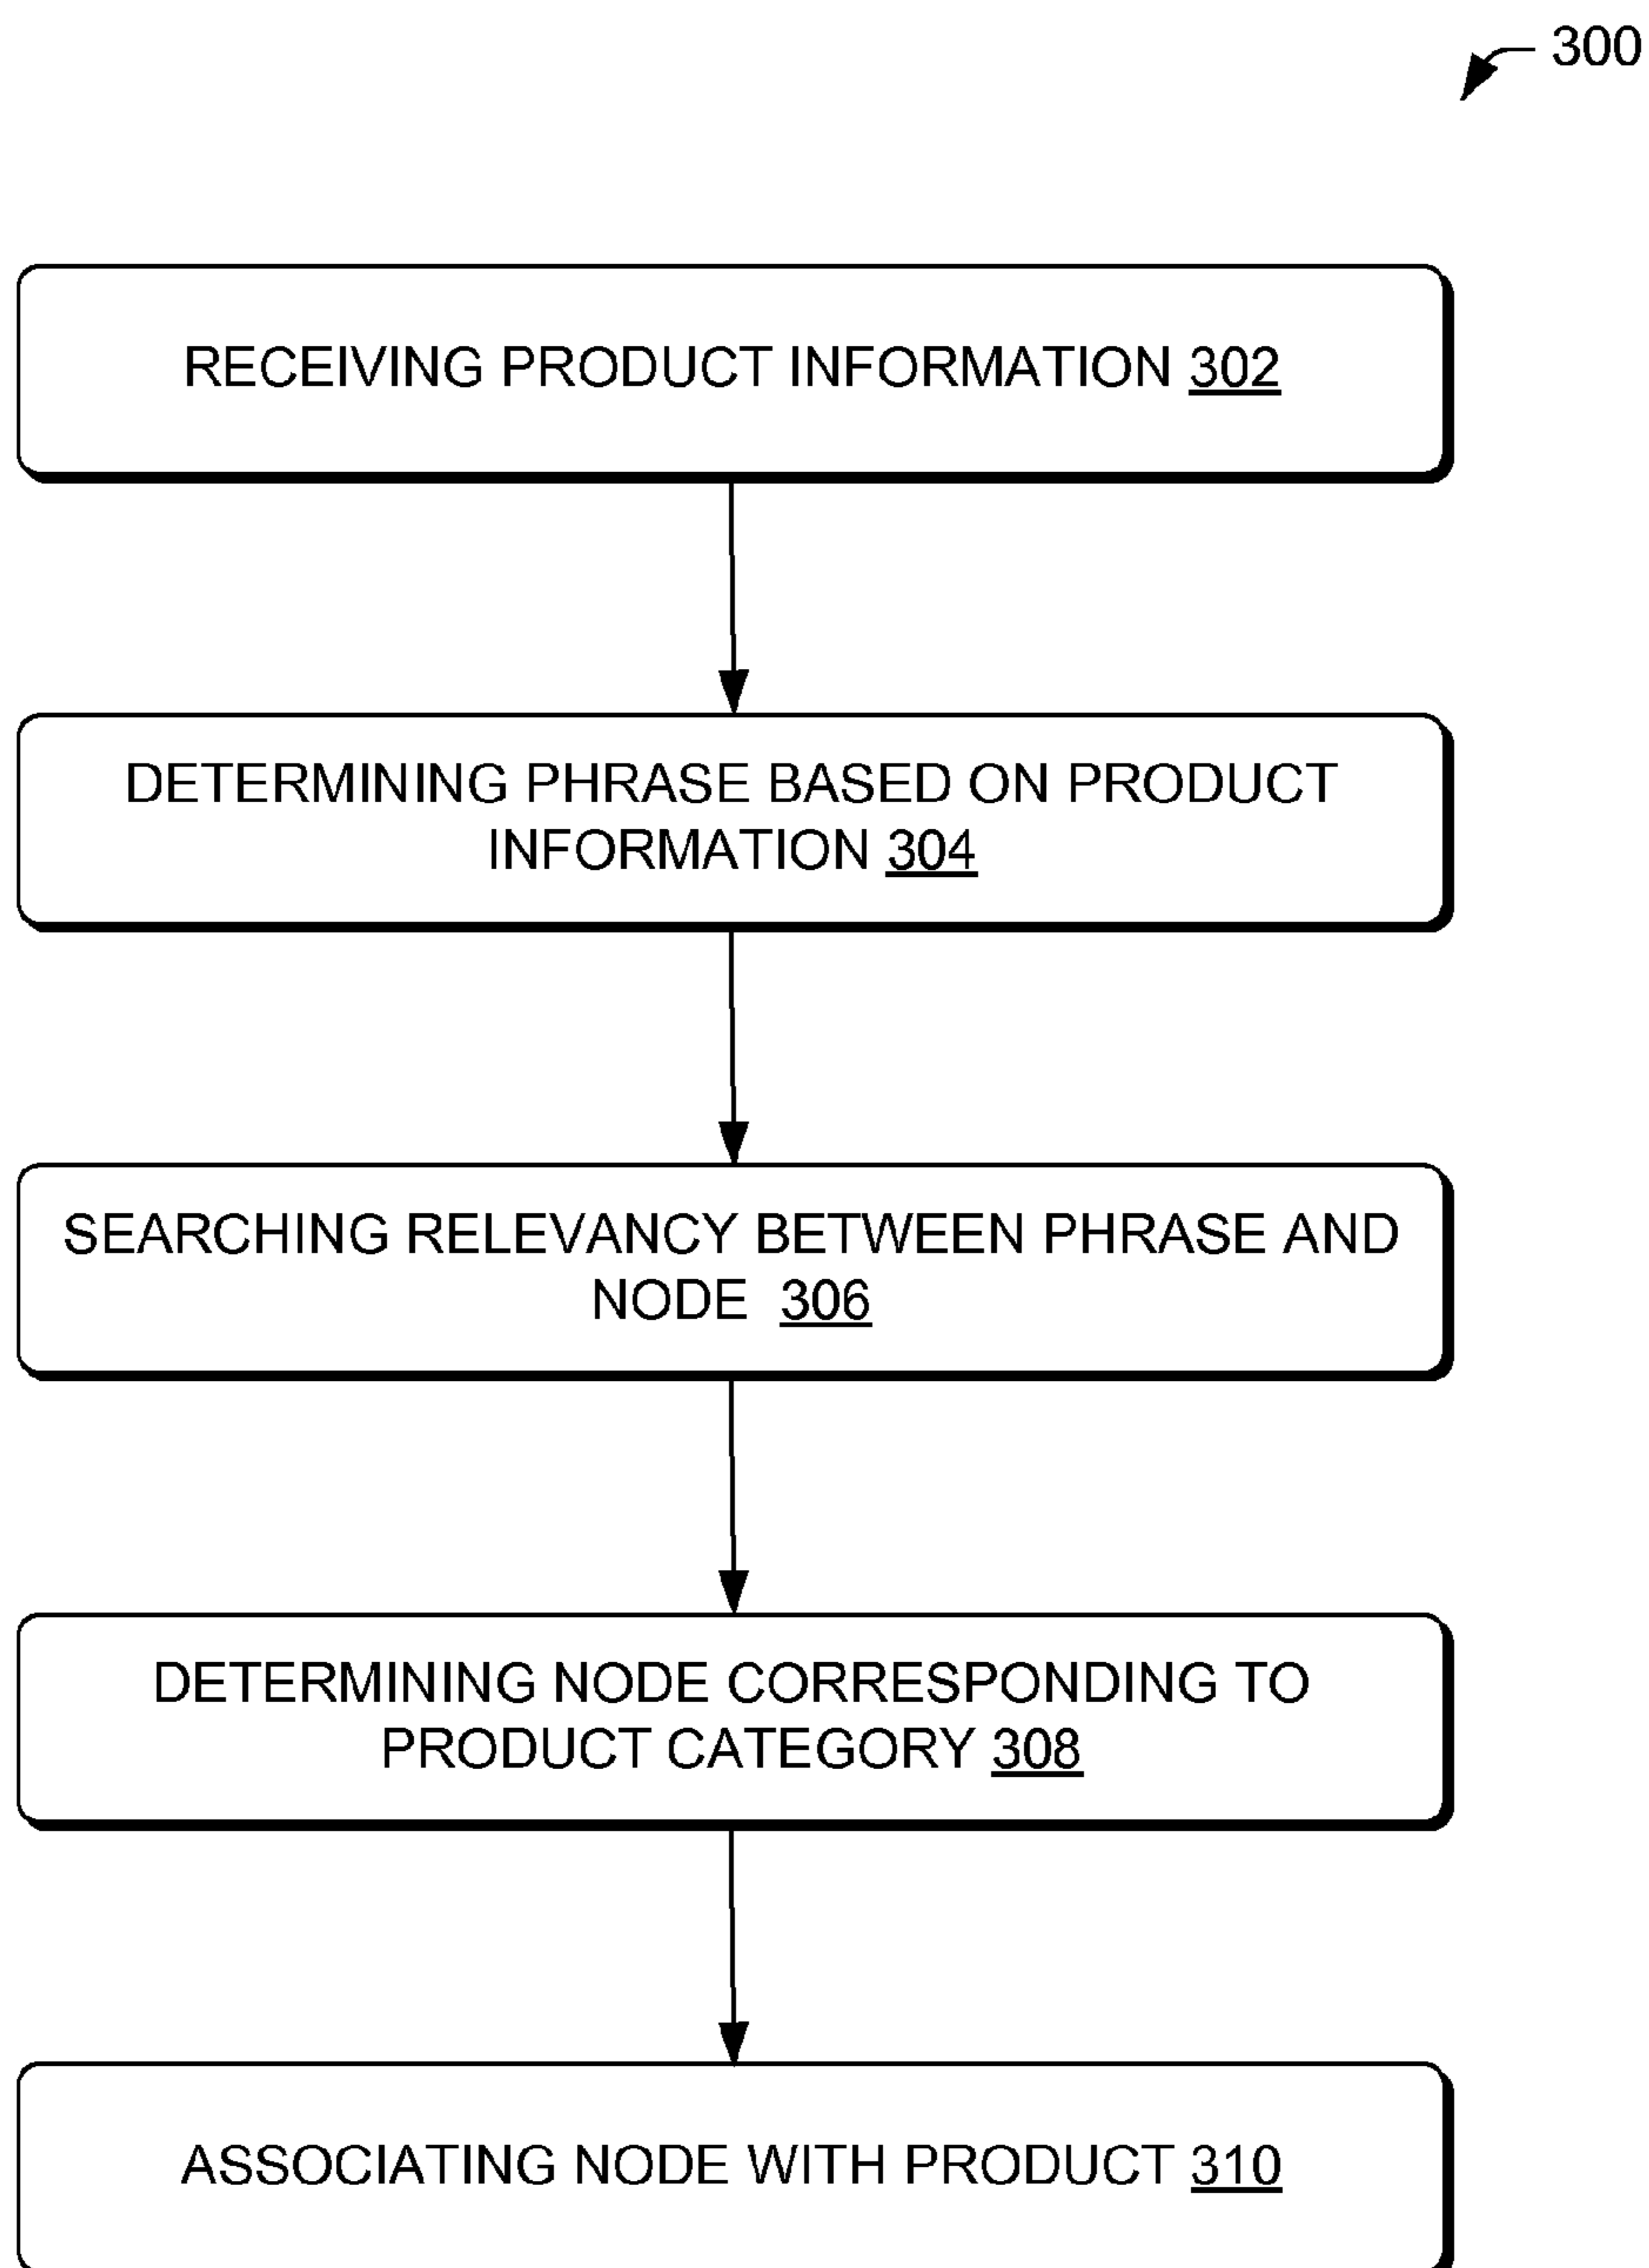 300
RECEIVING PRODUCT INFORMATION 302
DETERMINING PHRASE BASED ON PRODUCT
INFORMATION 304
SEARCHING RELEVANCY BETWEEN PHRASE AND
NODE 306
DETERMINING NODE CORRESPONDING TO
PRODUCT CATEGORY 308
ASSOCIATING NODE WITH PRODUCT 310